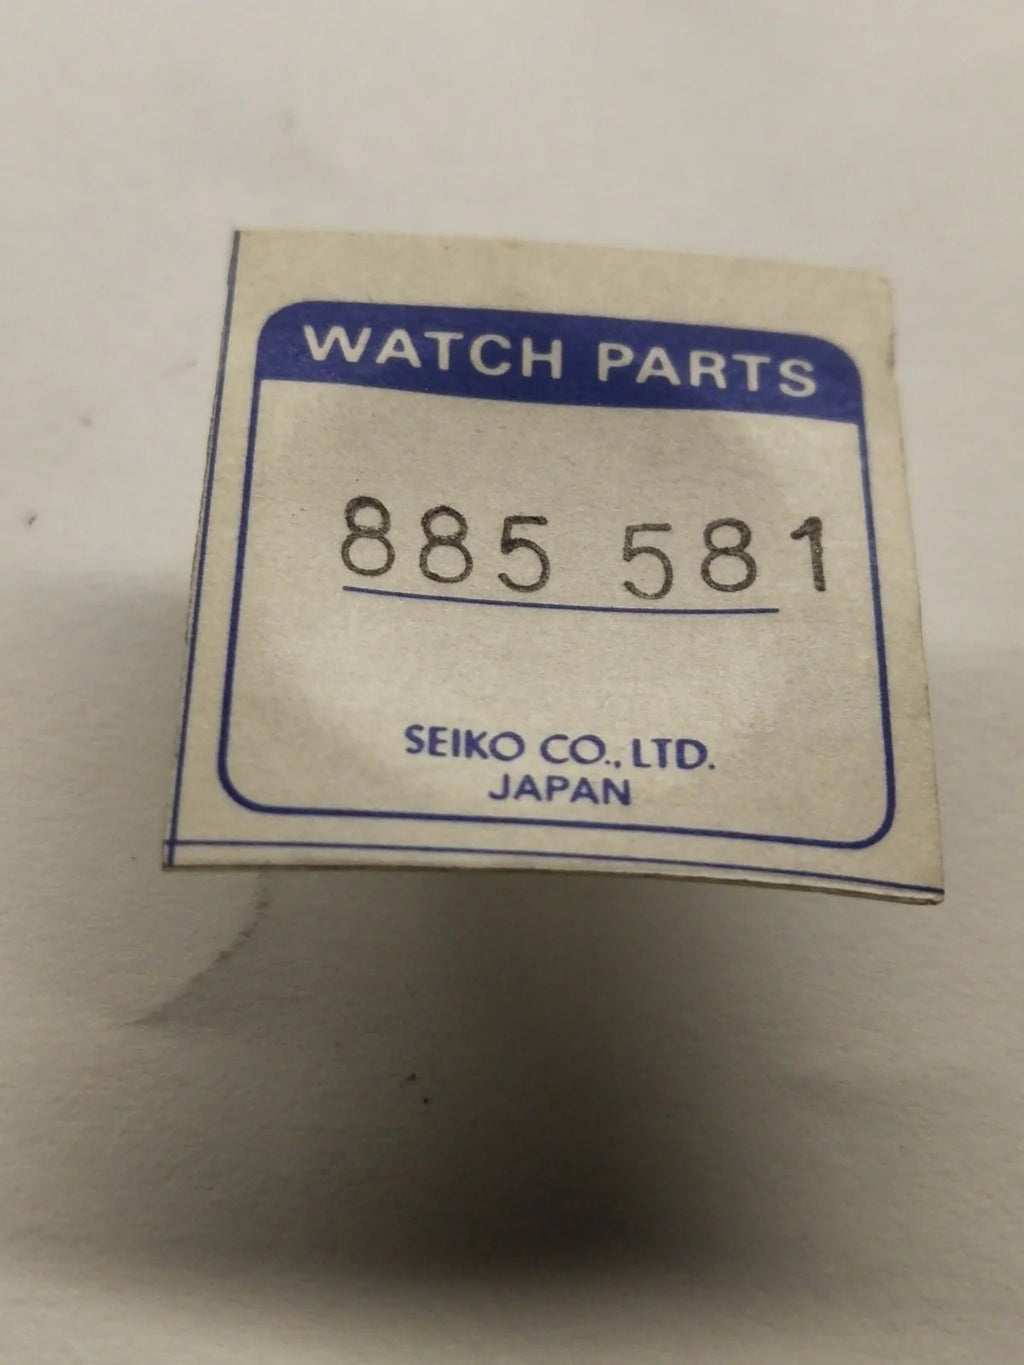 WATCH PARTS
885 581
SEIKO CO., LTD.
JAPAN